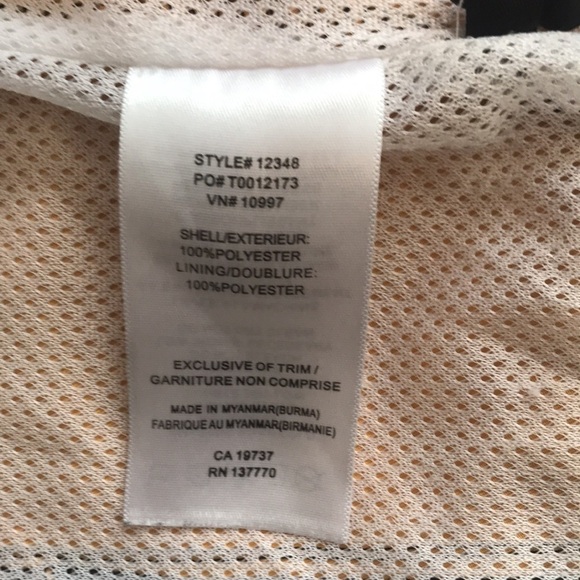 STYLE# 12348
PO# T0012173
VN# 10997
SHELL/EXTERIEUR:
100%POLYESTER
LINING/DOUBLURE:
100%POLYESTER
EXCLUSIVE OF TRIM /
GARNITURE NON COMPRISE
MADE IN MYANMAR(BURMA)
FABRIQUE AU MYANMAR(BIRMANIE)
CA 19737
RN 137770